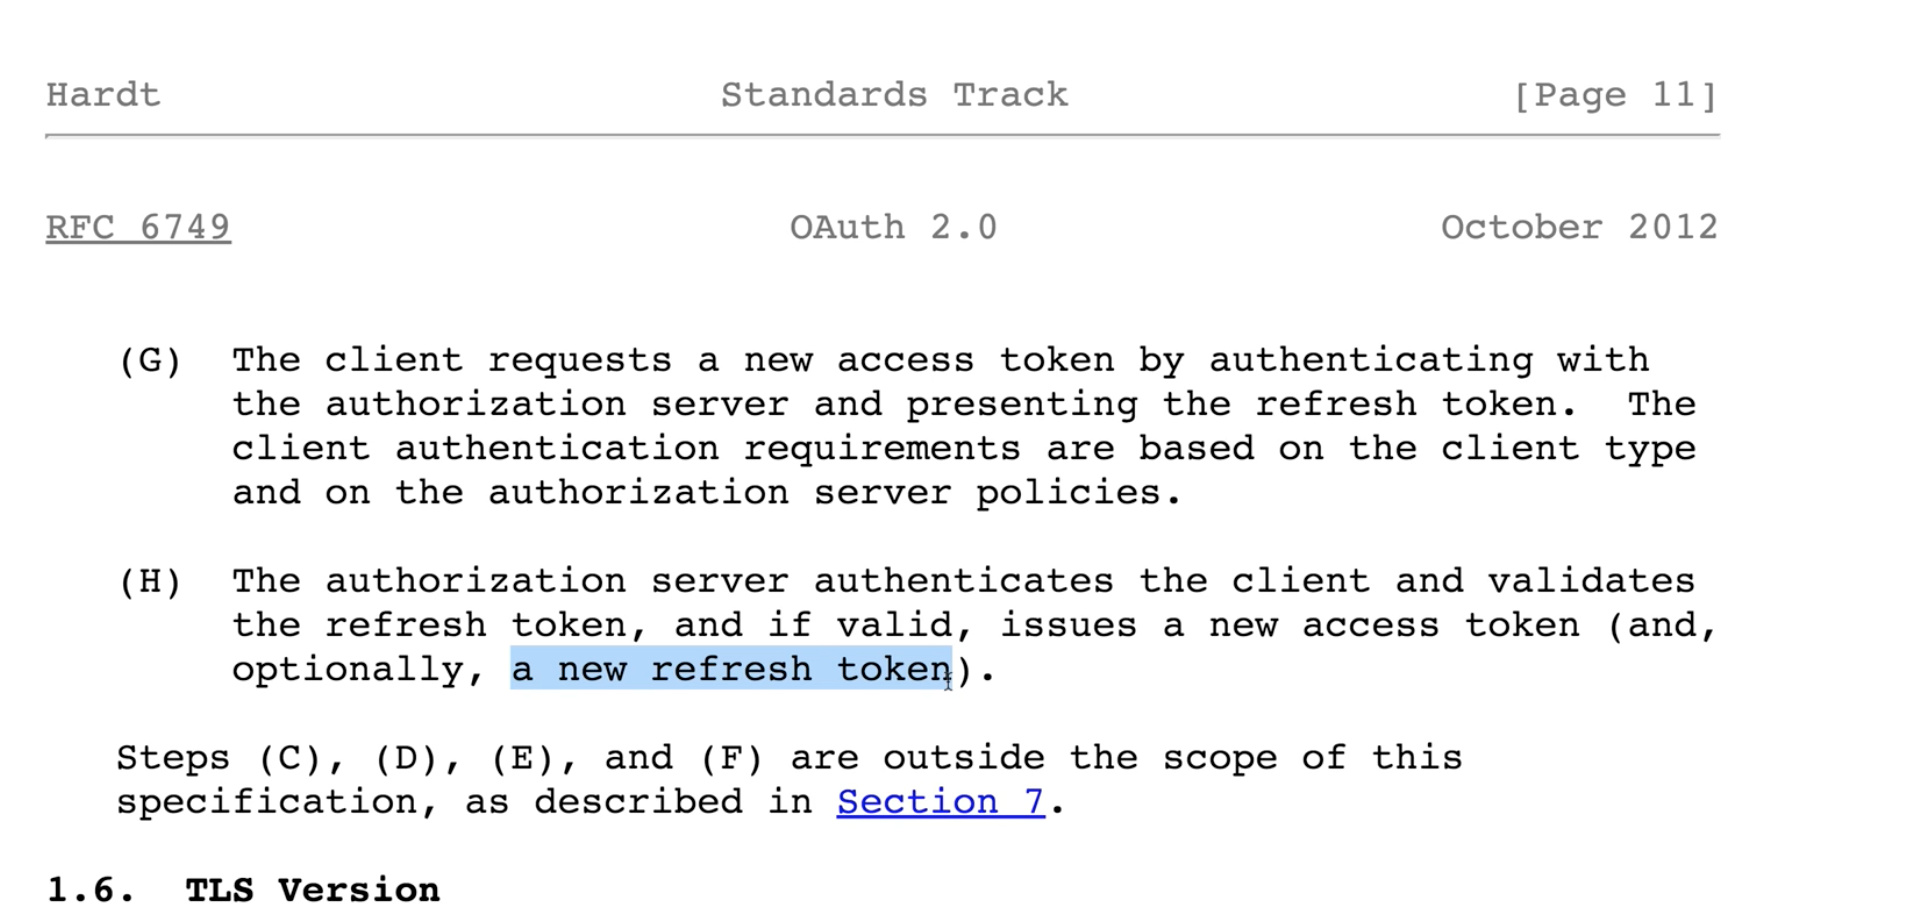 Hardt Standards Track [Page 11]
RFC 6749 OAuth 2.0 October 2012
(G) The client requests a new access token by authenticating with
the authorization server and presenting the refresh token. The
client authentication requirements are based on the client type
and on the authorization server policies.
(H) The authorization server authenticates the client and validates
the refresh token, and if valid, issues a new access token (and,
optionally, a new refresh token).
Steps (C), (D), (E), and (F) are outside the scope of this
specification, as described in Section 7.
1.6. TLS Version